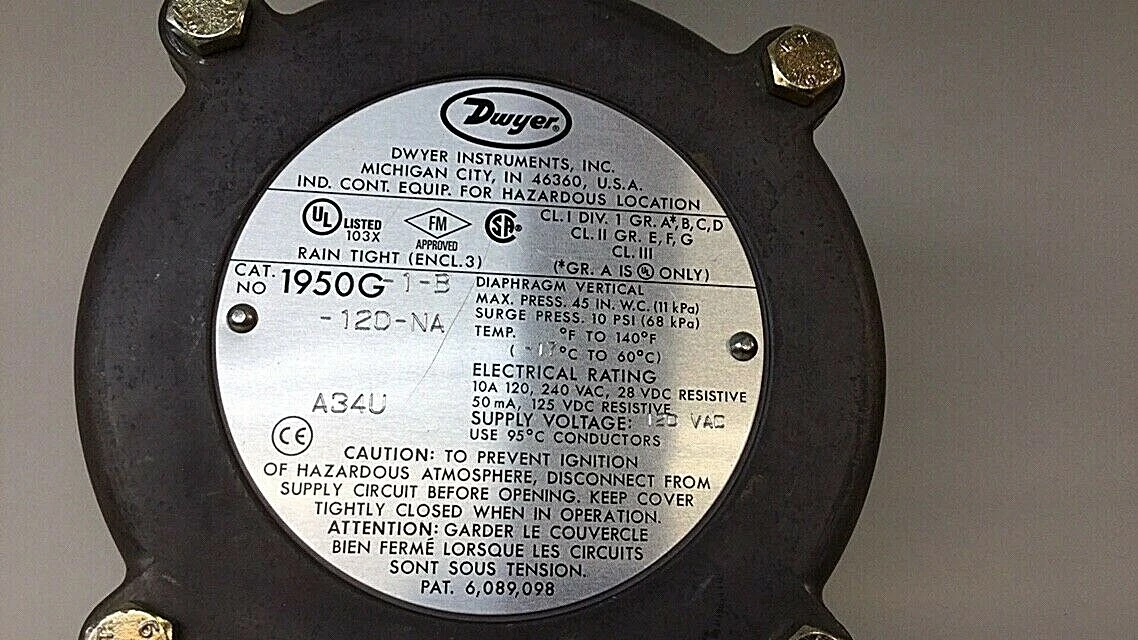 Dwyer®
DWYER INSTRUMENTS, INC.
MICHIGAN CITY, IN 46360, U.S.A.
IND. CONT. EQUIP. FOR HAZARDOUS LOCATION
UL LISTED 103X
FM APPROVED
SA®
CL. I DIV. 1 GR. A*, B, C, D
CL. II GR. E, F, G
CL. III
RAIN TIGHT (ENCL. 3)
(*GR. A IS UL ONLY)
CAT. NO 1950G-1-B
-120-NA
A34U
CE
DIAPHRAGM VERTICAL
MAX. PRESS. 45 IN. W.C. (11 kPa)
SURGE PRESS. 10 PSI (68 kPa)
TEMP. °F TO 140°F
( -17°C TO 60°C)
ELECTRICAL RATING
10A 120, 240 VAC, 28 VDC RESISTIVE
50 mA, 125 VDC RESISTIVE
SUPPLY VOLTAGE: 120 VAC
USE 95°C CONDUCTORS
CAUTION: TO PREVENT IGNITION
OF HAZARDOUS ATMOSPHERE, DISCONNECT FROM
SUPPLY CIRCUIT BEFORE OPENING. KEEP COVER
TIGHTLY CLOSED WHEN IN OPERATION.
ATTENTION: GARDER LE COUVERCLE
BIEN FERMÉ LORSQUE LES CIRCUITS
SONT SOUS TENSION.
PAT. 6,089,098